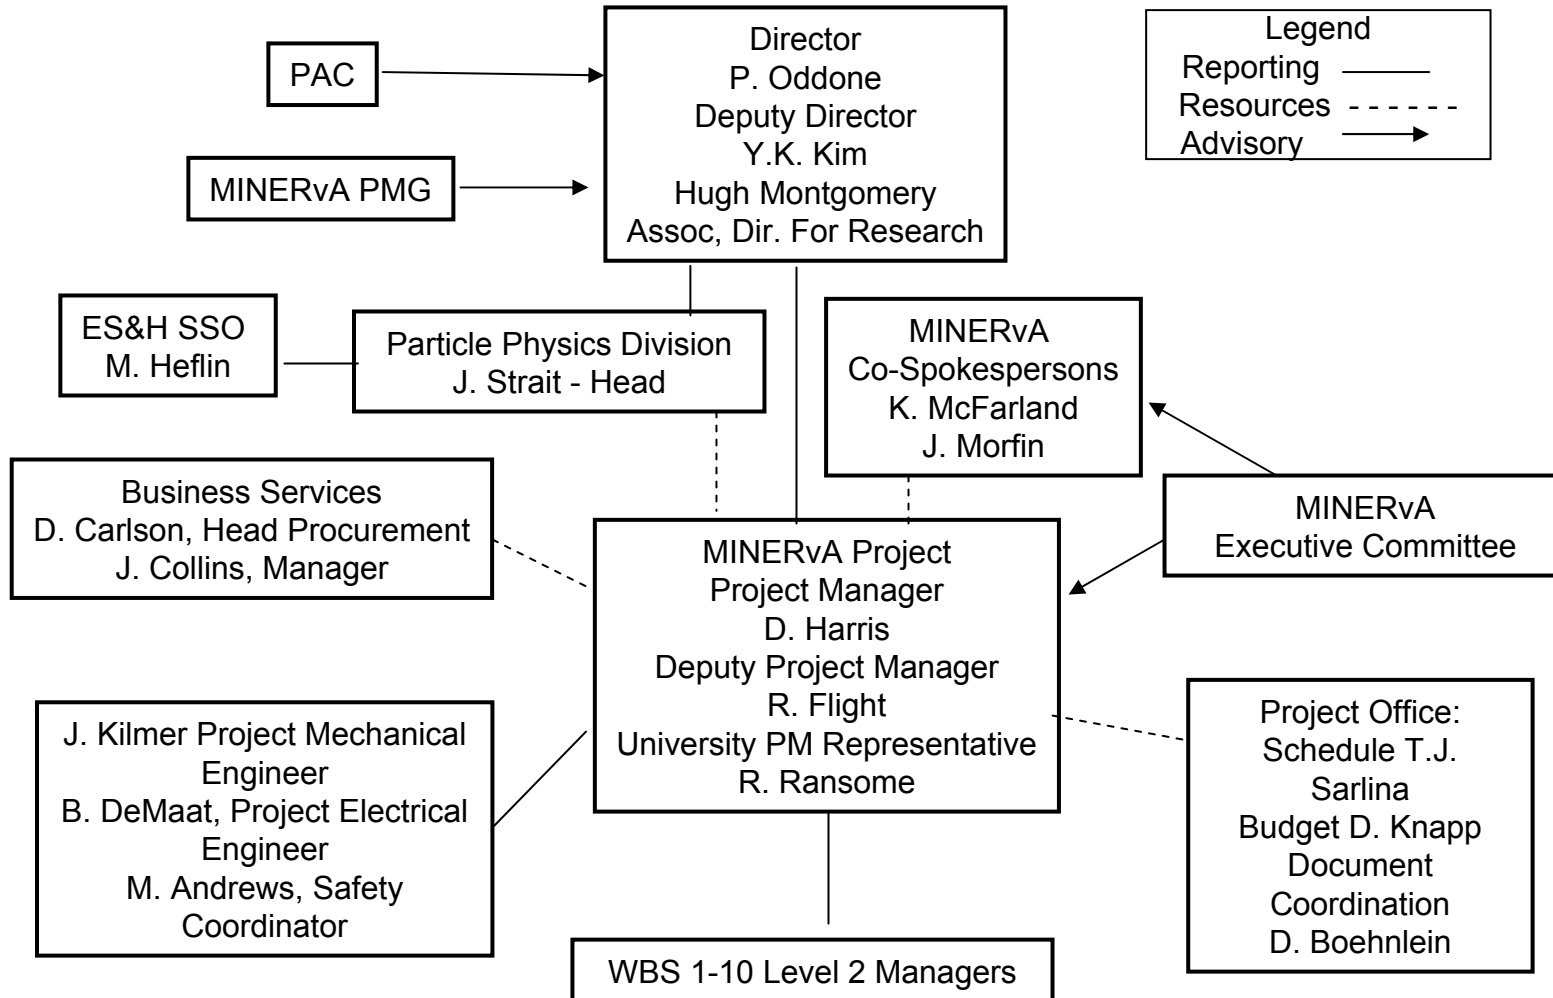 Director
P. Oddone
Deputy Director
Y.K. Kim
Hugh Montgomery
Assoc, Dir. For Research
PAC
MINERvA PMG
Legend
Reporting
Resources
Advisory
ES&H SSO
M. Heflin
Particle Physics Division
J. Strait - Head
MINERvA
Co-Spokespersons
K. McFarland
J. Morfin
Business Services
D. Carlson, Head Procurement
J. Collins, Manager
MINERvA
Executive Committee
MINERvA Project
Project Manager
D. Harris
Deputy Project Manager
R. Flight
University PM Representative
R. Ransome
J. Kilmer Project Mechanical
Engineer
B. DeMaat, Project Electrical
Engineer
M. Andrews, Safety
Coordinator
Project Office:
Schedule T.J.
Sarlina
Budget D. Knapp
Document
Coordination
D. Boehnlein
WBS 1-10 Level 2 Managers